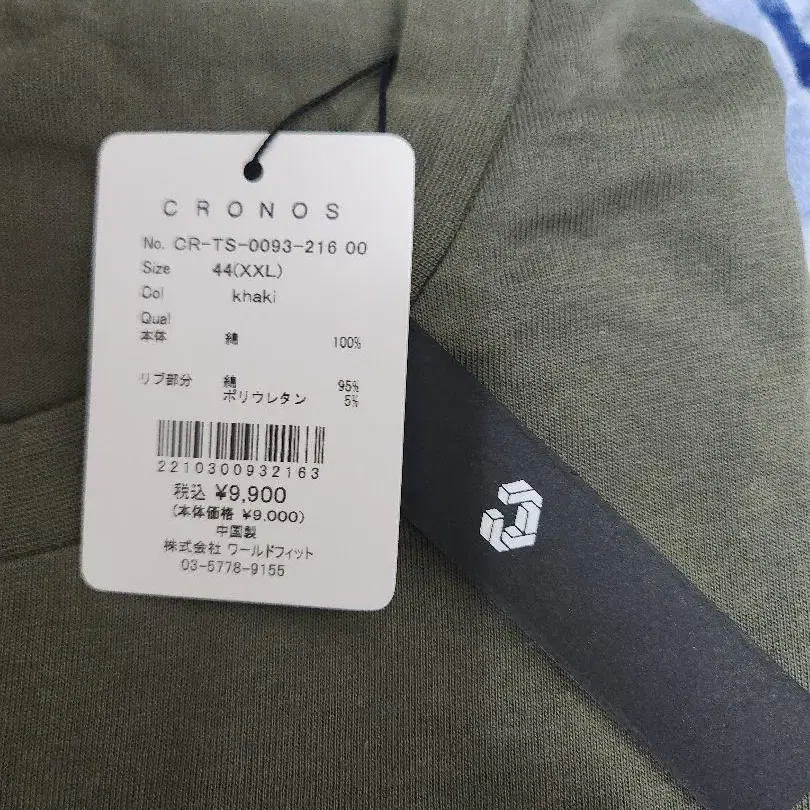 CRONOS
No. CR-TS-0093-216 00
Size 44(XXL)
Col khaki
Qual
本体 綿 100%
リブ部分 綿 95%
ポリウレタン 5%
2210300932163
税込 ¥9,900
(本体価格 ¥9,000)
中国製
株式会社 ワールドフィット
03-5778-9155